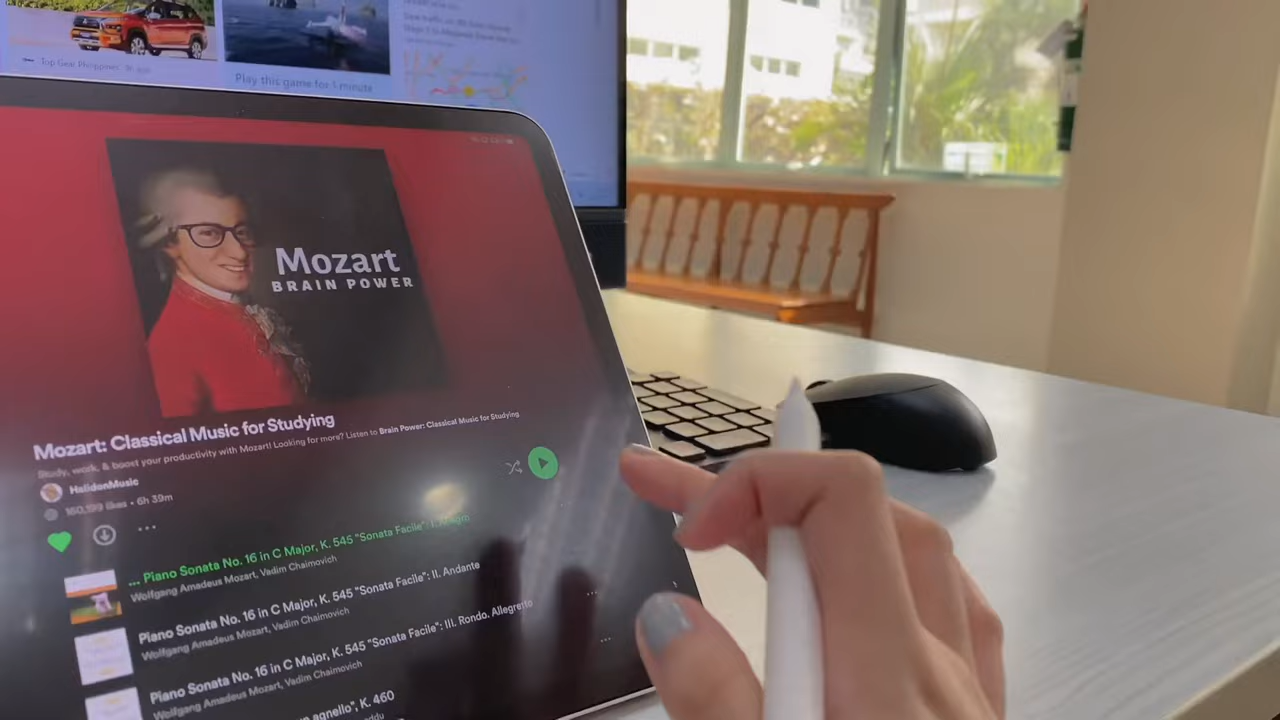 Top Gear Philippines
Play this game for 1 minute
Mozart
BRAIN POWER
Mozart: Classical Music for Studying
Study, work, & boost your productivity with Mozart! Looking for more? Listen to Brain Power: Classical Music for Studying
HalidonMusic
160,199 likes • 6h 39m
... Piano Sonata No. 16 in C Major, K. 545 "Sonata Facile": I. Allegro
Wolfgang Amadeus Mozart, Vadim Chaimovich
Piano Sonata No. 16 in C Major, K. 545 "Sonata Facile": II. Andante
Wolfgang Amadeus Mozart, Vadim Chaimovich
Piano Sonata No. 16 in C Major, K. 545 "Sonata Facile": III. Rondo. Allegretto
Wolfgang Amadeus Mozart, Vadim Chaimovich
agnello", K. 460